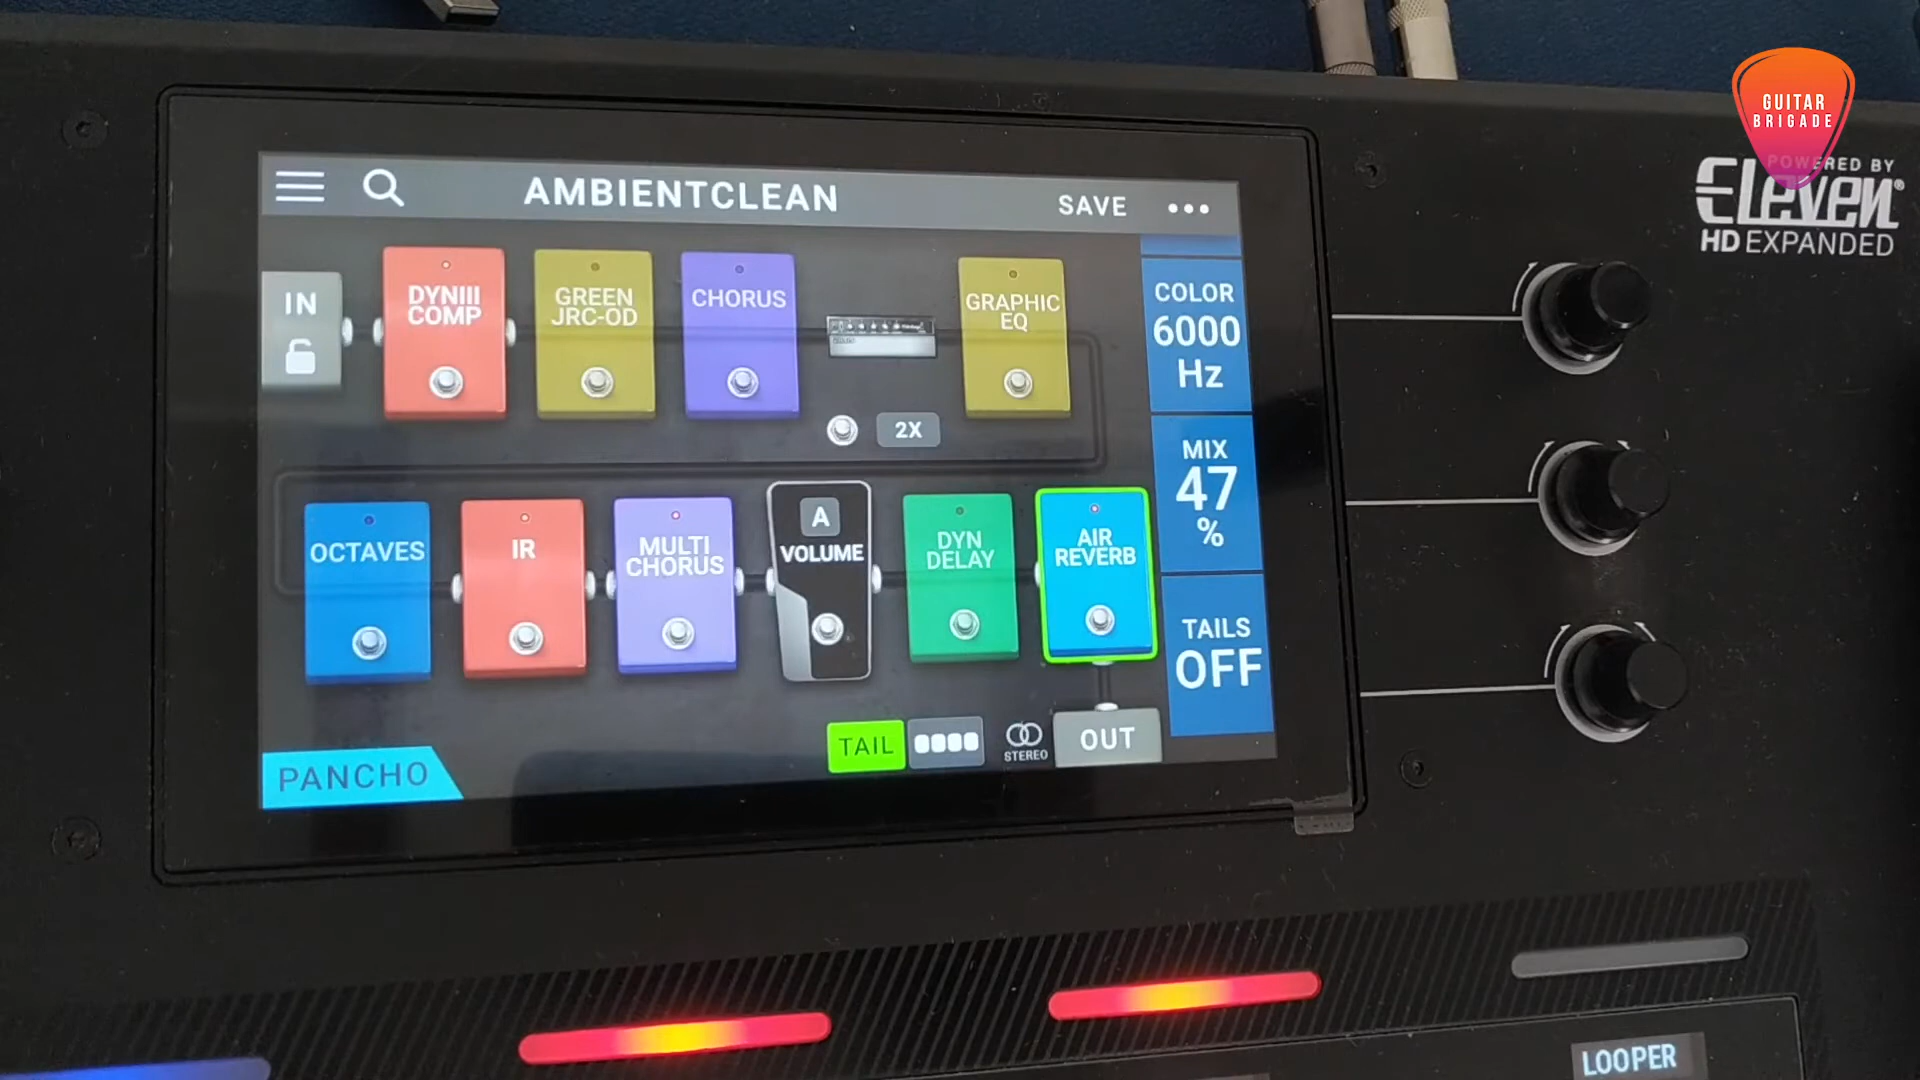 GUITAR
BRIGADE
POWERED BY
ELEVEN®
HD EXPANDED
AMBIENTCLEAN
SAVE
IN
DYNIII
COMP
GREEN
JRC-OD
CHORUS
2X
GRAPHIC
EQ
COLOR
6000
Hz
MIX
47
%
TAILS
OFF
OCTAVES
IR
MULTI
CHORUS
A
VOLUME
DYN
DELAY
AIR
REVERB
TAIL
STEREO
OUT
PANCHO
LOOPER